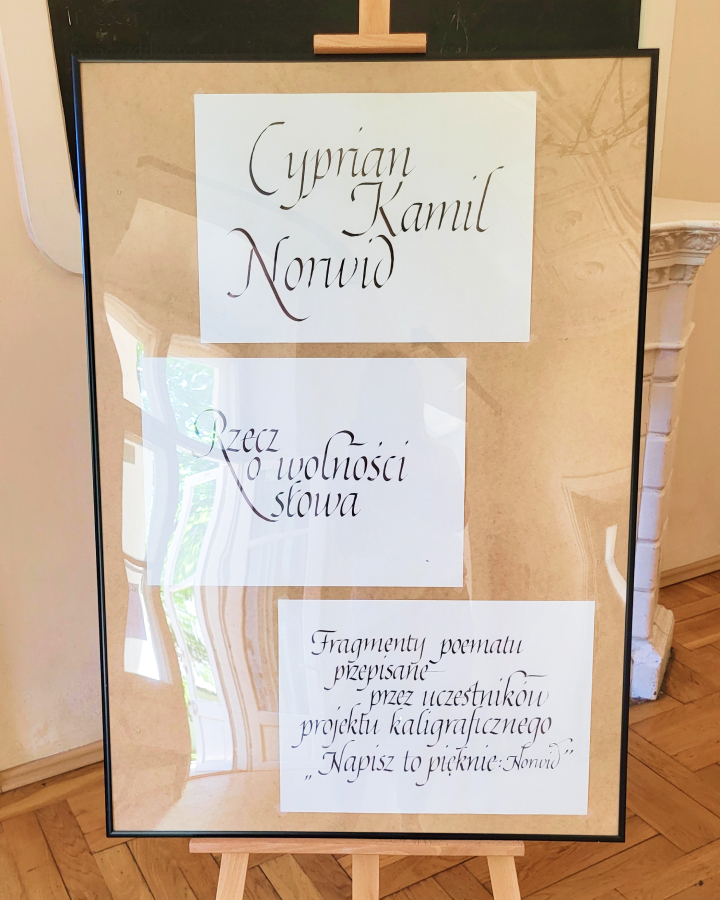 Cyprian
Kamil
Norwid
Rzecz
o wolności
słowa
Fragmenty poematu
przepisane
przez uczestników
projektu kaligraficznego
„Napisz to pięknie: Norwid”